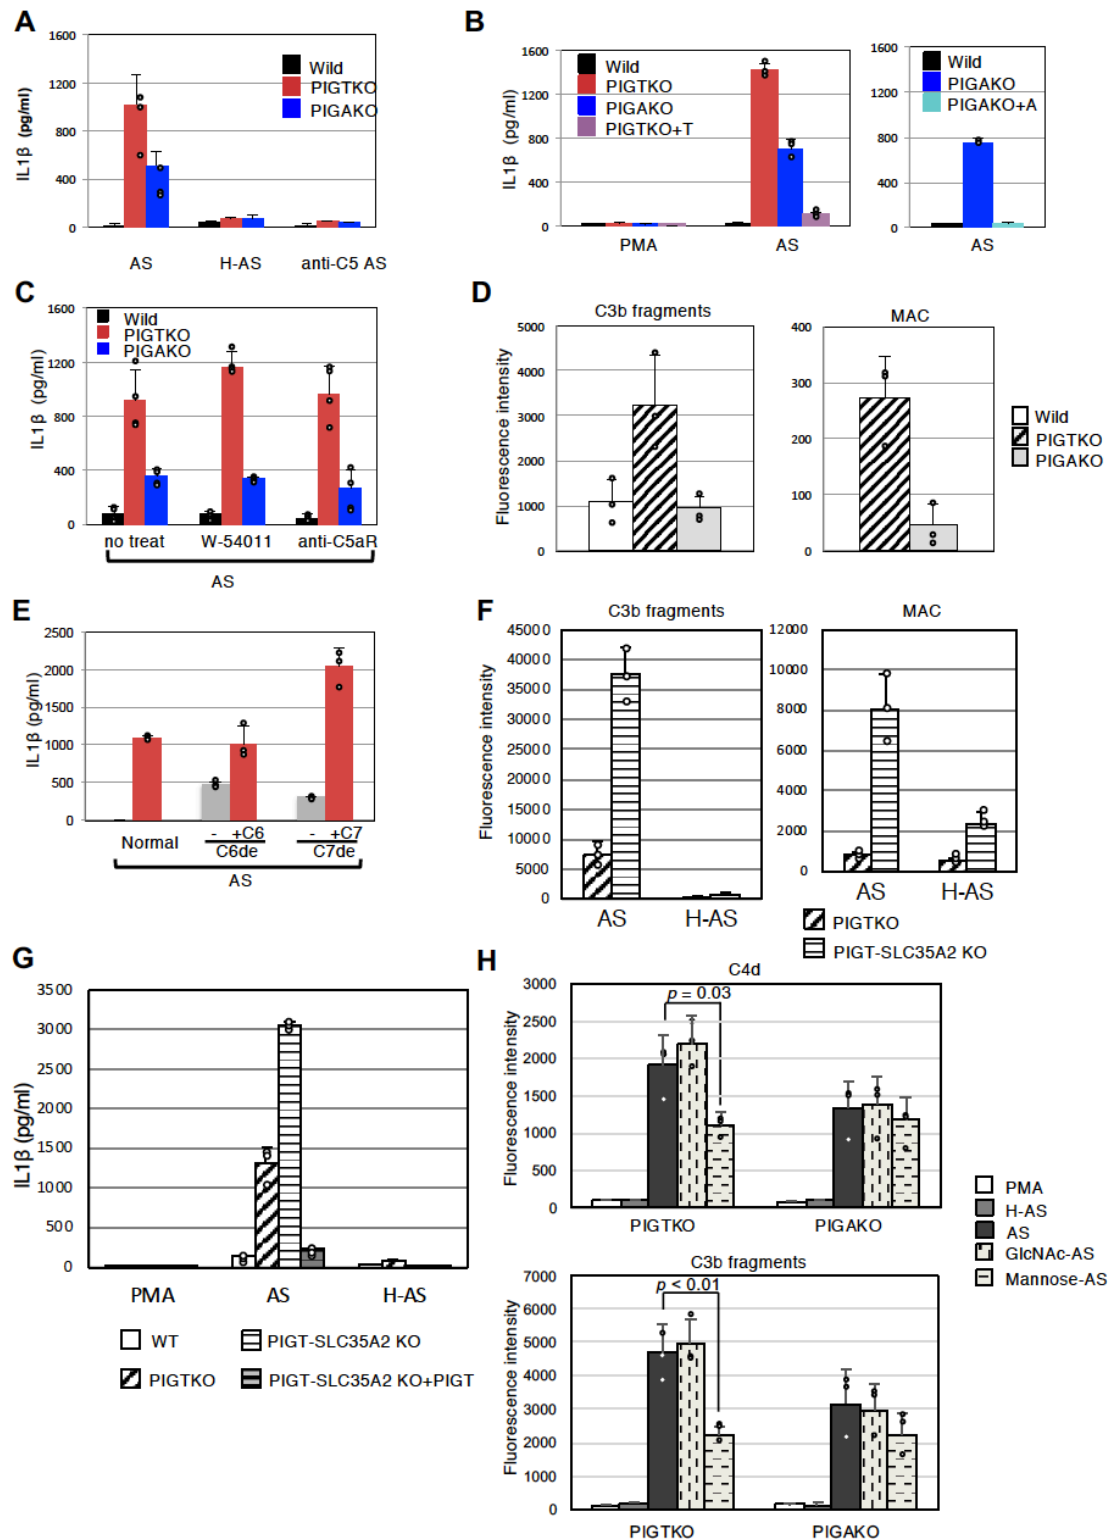 A
1600
1200
800
400
0
IL1β (pg/ml)
Wild
PIGTKO
PIGAKO
AS
H-AS
anti-C5 AS
B
1600
1200
800
400
0
IL1β (pg/ml)
Wild
PIGTKO
PIGAKO
PIGTKO+T
PMA
AS
1600
1200
800
400
0
Wild
PIGAKO
PIGAKO+A
AS
C
1600
1200
800
400
0
IL1β (pg/ml)
Wild
PIGTKO
PIGAKO
no treat
W-54011
anti-C5aR
AS
D
C3b fragments
5000
4000
3000
2000
1000
0
Fluorescence intensity
MAC
400
300
200
100
0
Wild
PIGTKO
PIGAKO
E
2500
2000
1500
1000
500
0
IL1β (pg/ml)
Normal
- +C6
C6de
- +C7
C7de
AS
F
C3b fragments
45000
40000
35000
30000
25000
20000
15000
10000
5000
0
Fluorescence intensity
AS
H-AS
MAC
12000
10000
8000
6000
4000
2000
0
AS
H-AS
PIGTKO
PIGT-SLC35A2 KO
G
3500
3000
2500
2000
1500
1000
500
0
IL1β (pg/ml)
PMA
AS
H-AS
WT
PIGT-SLC35A2 KO
PIGTKO
PIGT-SLC35A2 KO+PIGT
H
C4d
3000
2500
2000
1500
1000
500
0
Fluorescence intensity
p = 0.03
PIGTKO
PIGAKO
PMA
H-AS
AS
GlcNAc-AS
Mannose-AS
C3b fragments
7000
6000
5000
4000
3000
2000
1000
0
Fluorescence intensity
p < 0.01
PIGTKO
PIGAKO